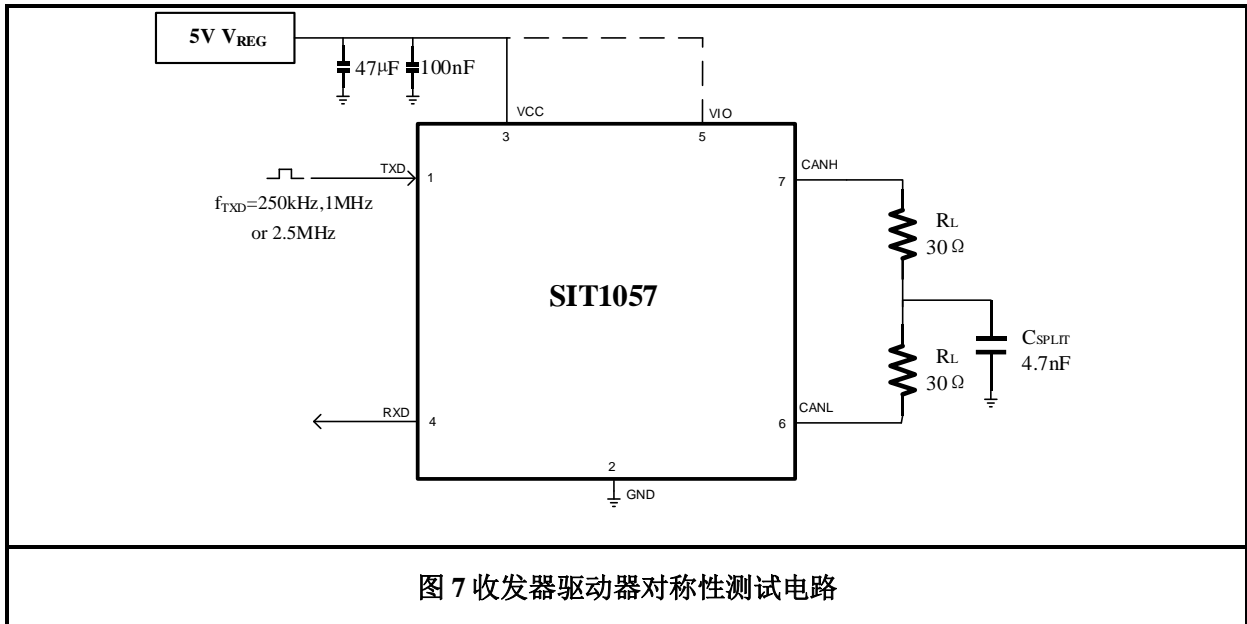 5V VREG
47μF
100nF
VCC
3
VIO
5
TXD
1
fTXD=250kHz,1MHz
or 2.5MHz
CANH
7
RL
30Ω
SIT1057
CSPLIT
4.7nF
RL
30Ω
RXD
4
CANL
6
2
GND
图 7 收发器驱动器对称性测试电路